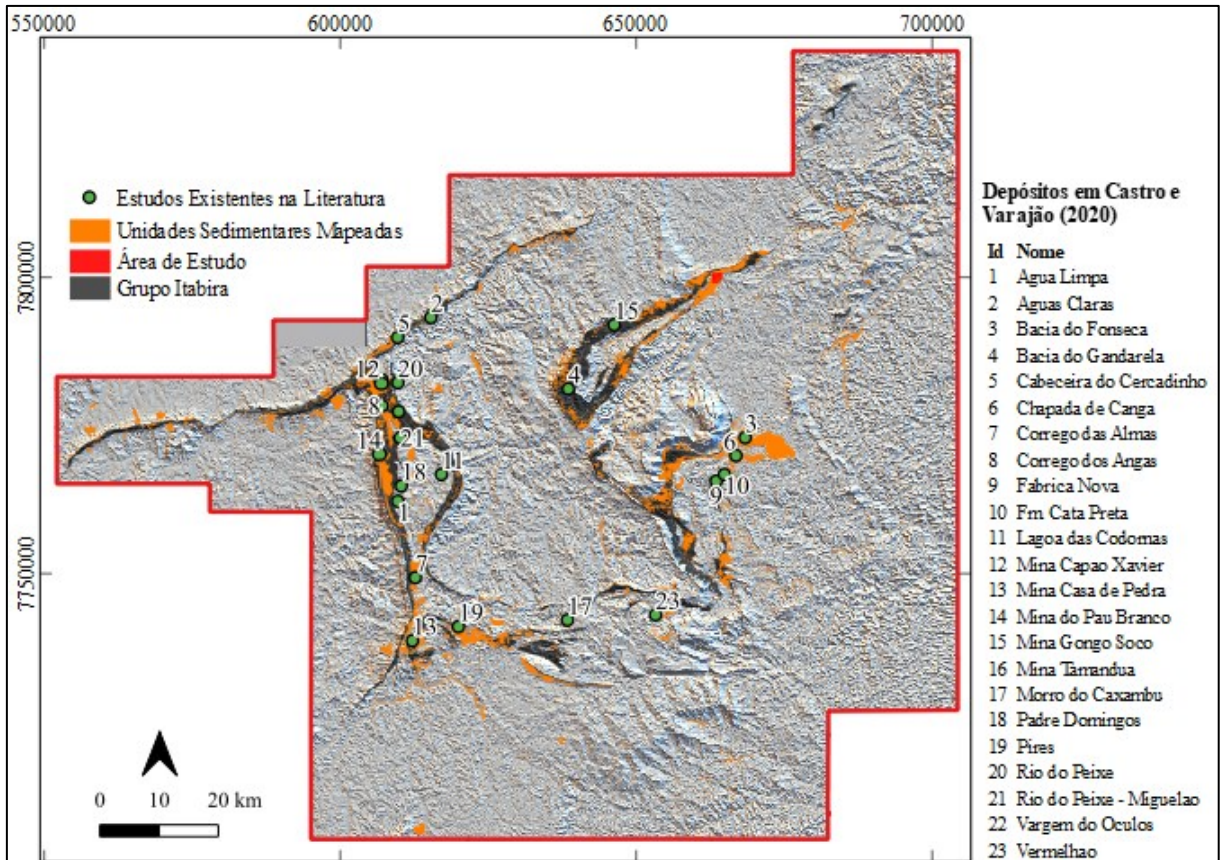 550000
600000
650000
700000
7800000
7750000
Estudos Existentes na Literatura
Unidades Sedimentares Mapeadas
Área de Estudo
Grupo Itabira
2
5
15
12
20
4
8
21
3
14
6
11
18
10
9
1
7
19
17
23
13
0 10 20 km
Depósitos em Castro e
Varajão (2020)
Id Nome
1 Agua Limpa
2 Aguas Claras
3 Bacia do Fonseca
4 Bacia do Gandarela
5 Cabeceira do Cercadinho
6 Chapada de Canga
7 Corrego das Almas
8 Corrego dos Angas
9 Fabrica Nova
10 Fm Cata Preta
11 Lagoa das Codornas
12 Mina Capao Xavier
13 Mina Casa de Pedra
14 Mina do Pau Branco
15 Mina Gongo Soco
16 Mina Tamandua
17 Morro do Caxambu
18 Padre Domingos
19 Pires
20 Rio do Peixe
21 Rio do Peixe - Miguelao
22 Vargem do Oculos
23 Vermelhao